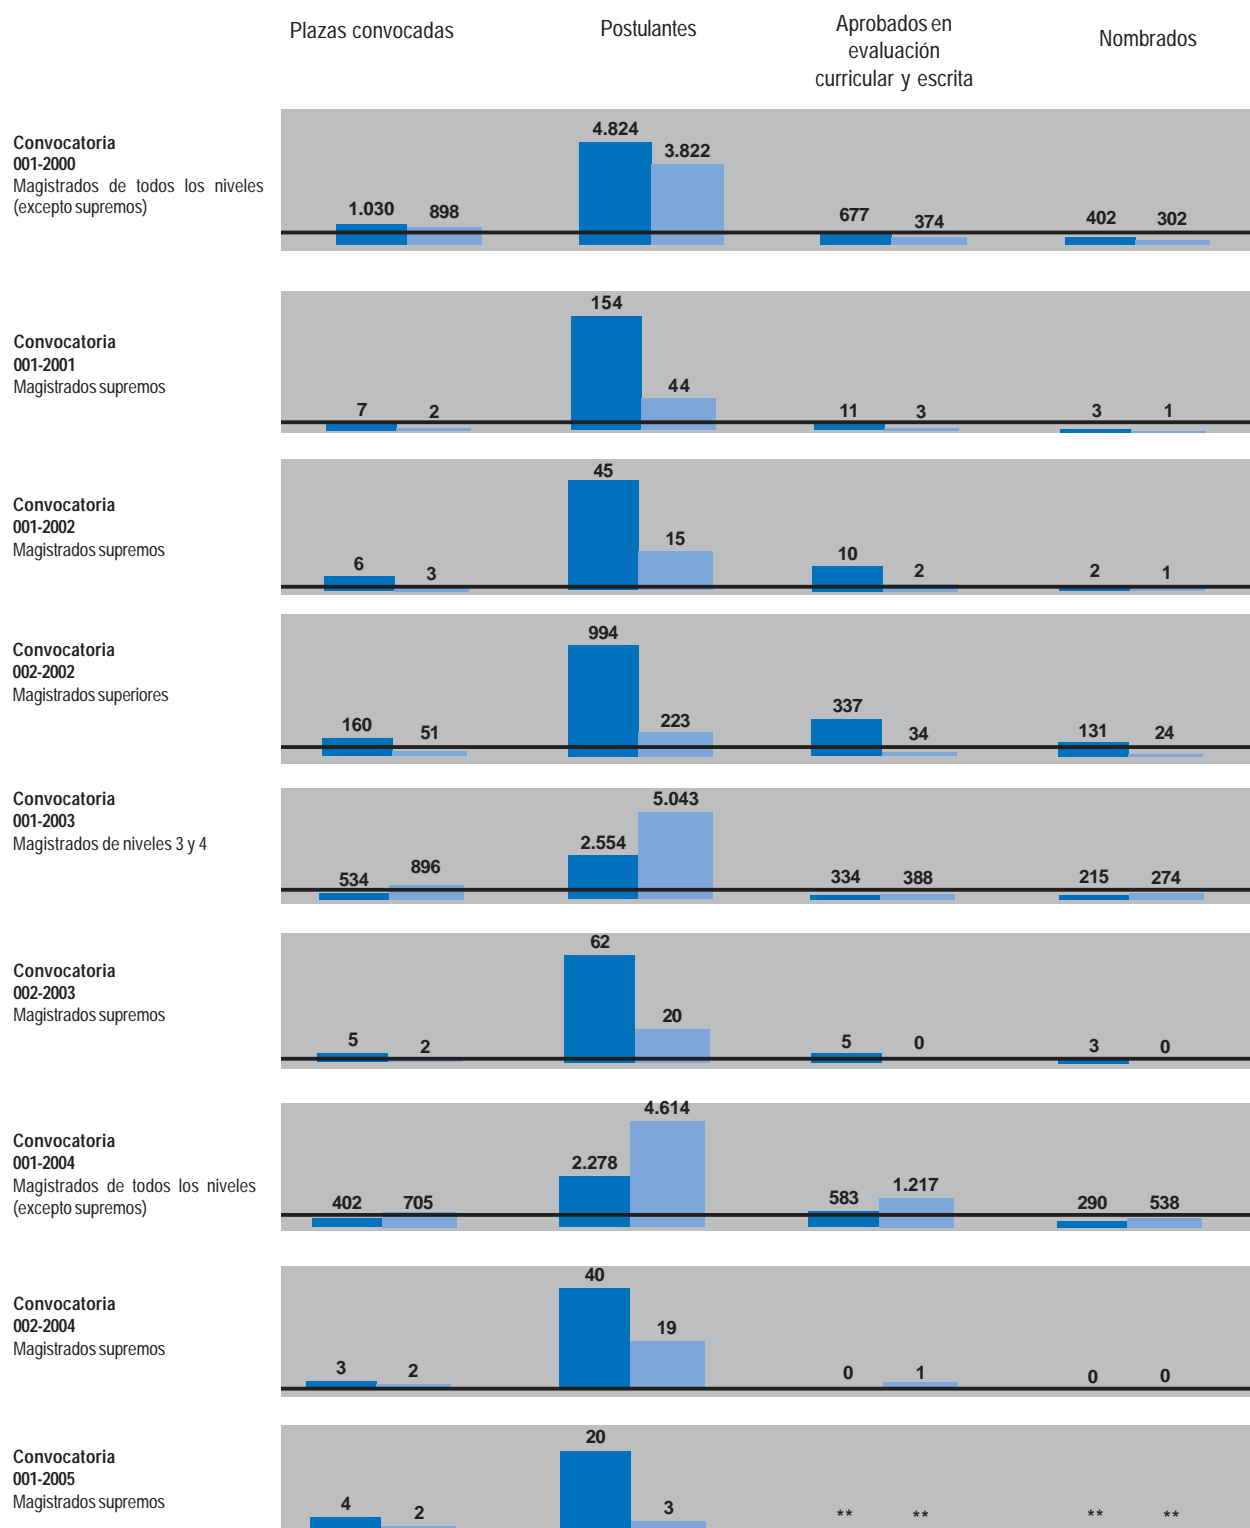 Plazas convocadas
Postulantes
Aprobados en
evaluación
curricular y escrita
Nombrados
Convocatoria
001-2000
Magistrados de todos los niveles
(excepto supremos)
1.030 898 4.824 3.822 677 374 402 302
Convocatoria
001-2001
Magistrados supremos
7 2 154 44 11 3 3 1
Convocatoria
001-2002
Magistrados supremos
6 3 45 15 10 2 2 1
Convocatoria
002-2002
Magistrados superiores
160 51 994 223 337 34 131 24
Convocatoria
001-2003
Magistrados de niveles 3 y 4
534 896 2.554 5.043 334 388 215 274
Convocatoria
002-2003
Magistrados supremos
5 2 62 20 5 0 3 0
Convocatoria
001-2004
Magistrados de todos los niveles
(excepto supremos)
402 705 2.278 4.614 583 1.217 290 538
Convocatoria
002-2004
Magistrados supremos
3 2 40 19 0 1 0 0
Convocatoria
001-2005
Magistrados supremos
4 2 20 3 ** ** ** **